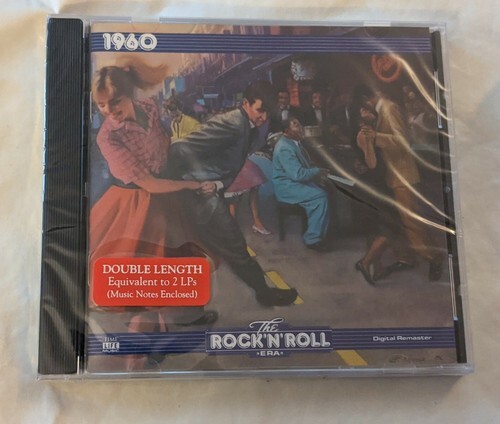 1960
DOUBLE LENGTH
Equivalent to 2 LPs
(Music Notes Enclosed)
The
ROCK'N'ROLL
•ERA•
TIME
LIFE
MUSIC
Digital Remaster